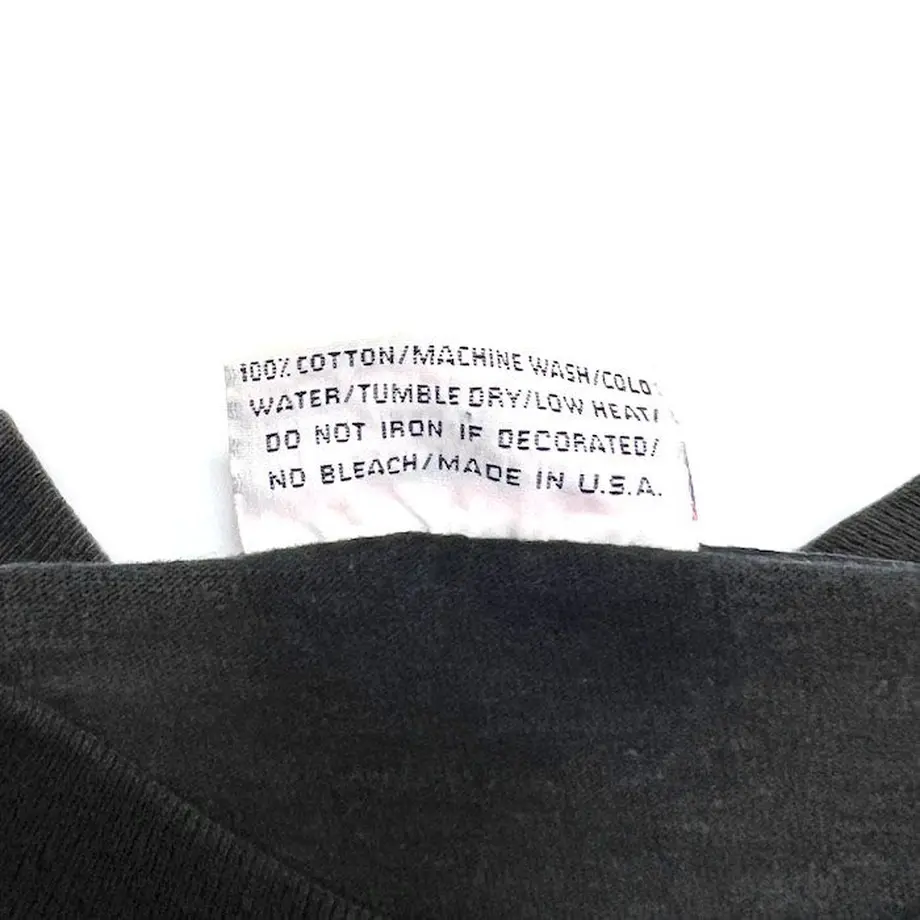 100% COTTON/MACHINE WASH/COLD
WATER/TUMBLE DRY/LOW HEAT/
DO NOT IRON IF DECORATED/
NO BLEACH/MADE IN U.S.A.